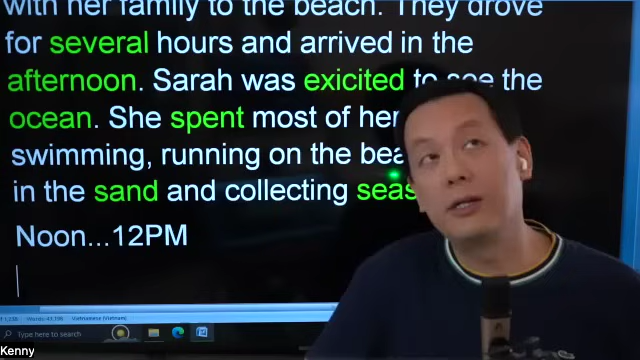 with her family to the beach. They drove
for several hours and arrived in the
afternoon. Sarah was exicited to see the
ocean. She spent most of her
swimming, running on the
in the sand and collecting
Noon...12PM
Vietnamese (Vietnam)
Type here to search
Kenny